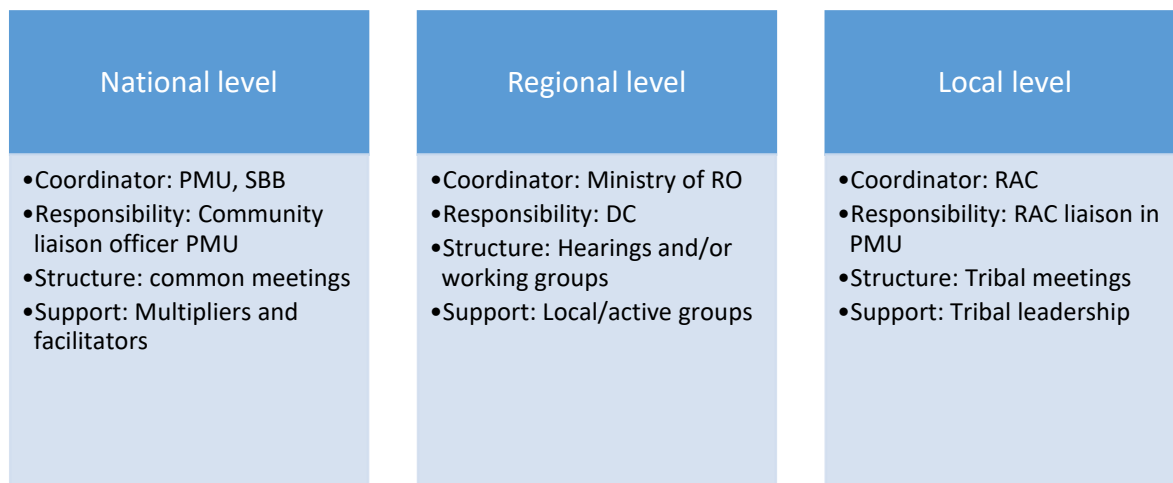 National level
•Coordinator: PMU, SBB
•Responsibility: Community
liaison officer PMU
•Structure: common meetings
•Support: Multipliers and
facilitators
Regional level
•Coordinator: Ministry of RO
•Responsibility: DC
•Structure: Hearings and/or
working groups
•Support: Local/active groups
Local level
•Coordinator: RAC
•Responsibility: RAC liaison in
PMU
•Structure: Tribal meetings
•Support: Tribal leadership